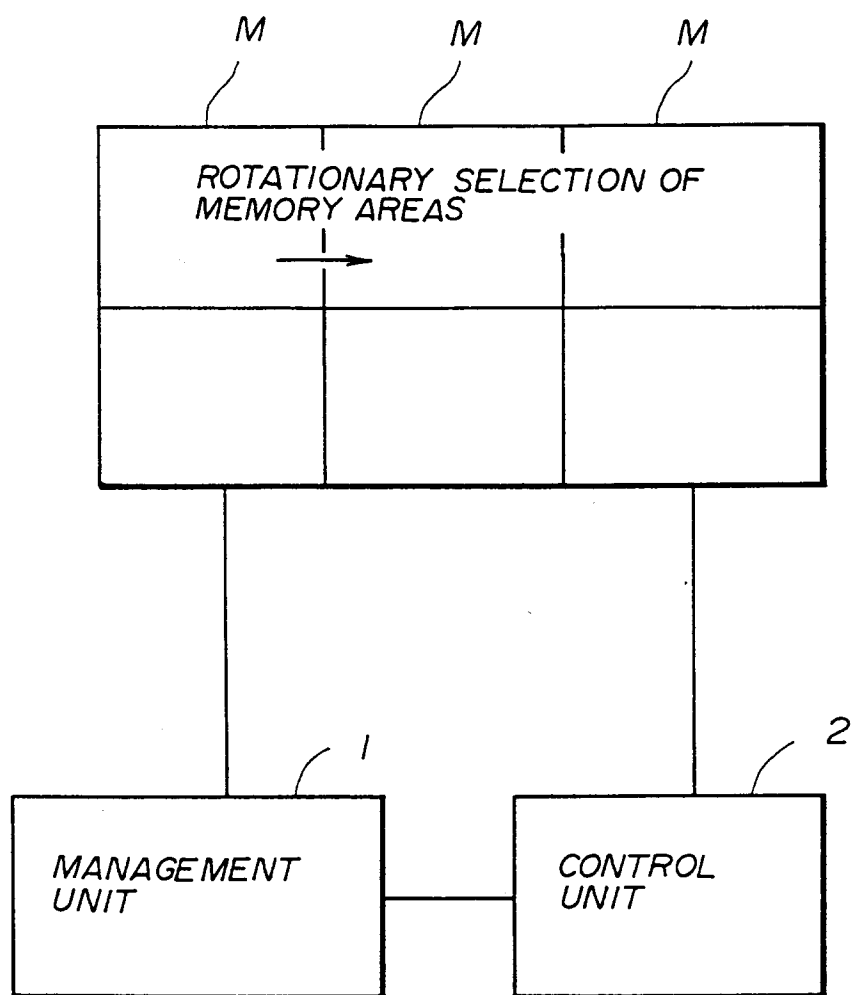 M M M
ROTATIONARY SELECTION OF
MEMORY AREAS
1
2
MANAGEMENT
UNIT
CONTROL
UNIT